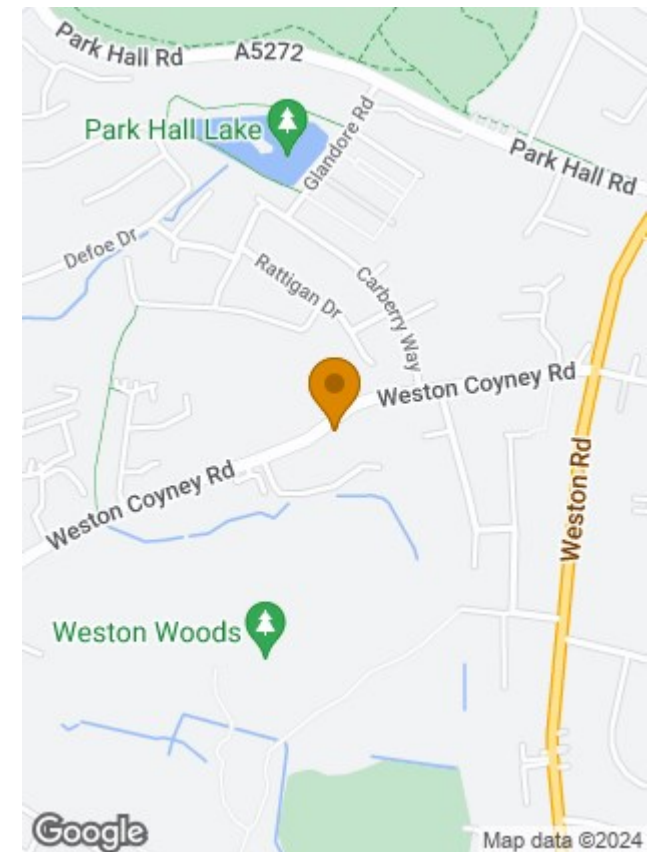 Park Hall Rd
A5272
Park Hall Lake
Glandore Rd
Park Hall Rd
Defoe Dr
Rattigan Dr
Carberry Way
Weston Coyney Rd
Weston Coyney Rd
Weston Rd
Weston Woods
Google
Map data ©2024